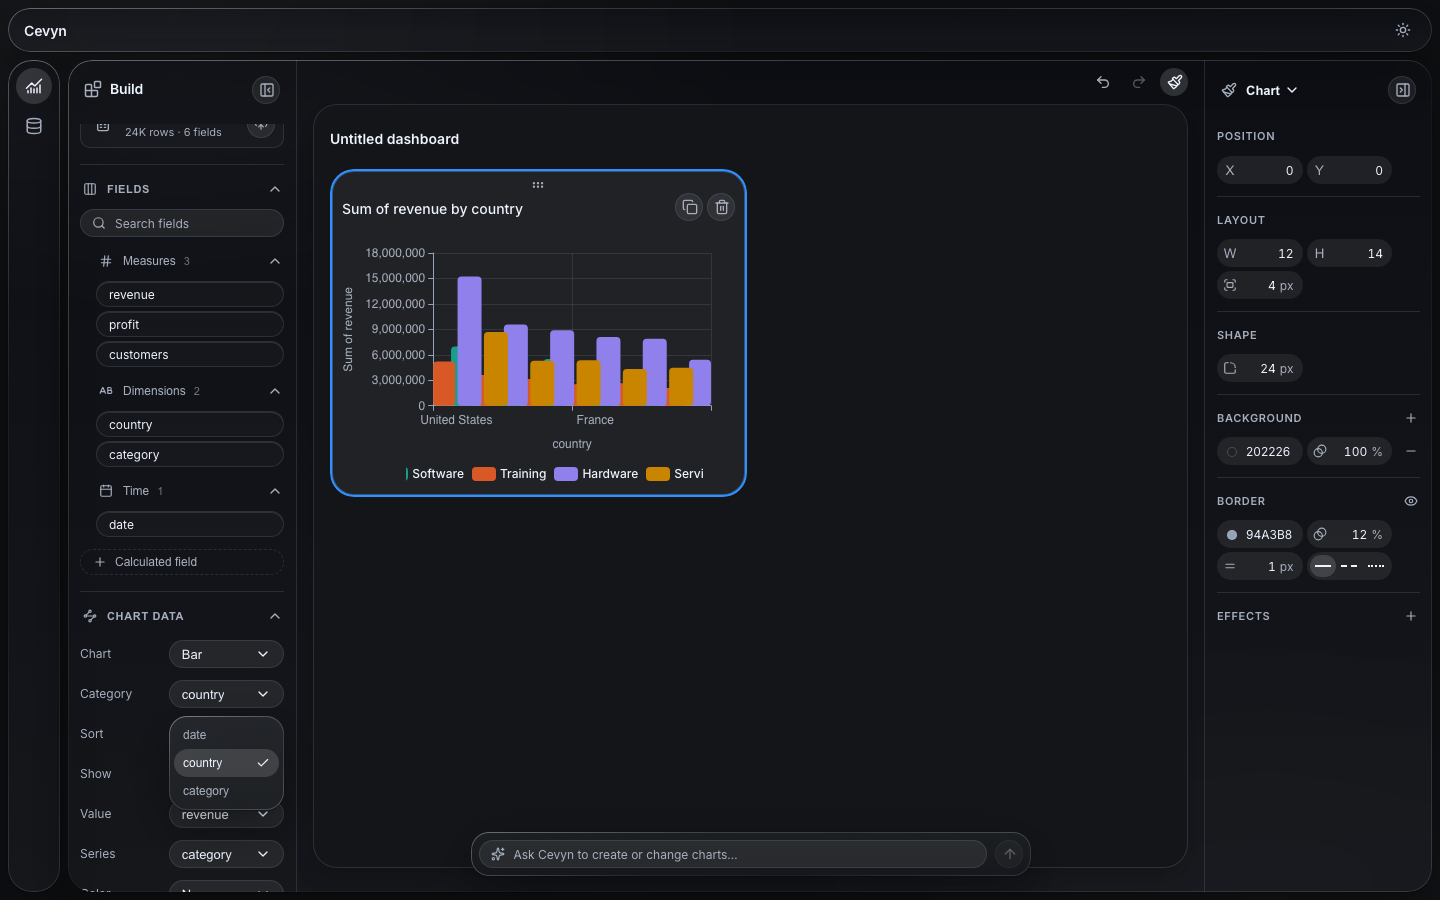 Cevyn
Build
24K rows · 6 fields
FIELDS
Search fields
Measures 3
revenue
profit
customers
AB Dimensions 2
country
category
Time 1
date
Calculated field
CHART DATA
Chart Bar
Category country
Sort
date
country
category
Show
Value revenue
Series category
Untitled dashboard
Sum of revenue by country
18,000,000
15,000,000
12,000,000
9,000,000
6,000,000
3,000,000
0
Sum of revenue
United States France
country
Software Training Hardware Servi
Ask Cevyn to create or change charts...
Chart
POSITION
X 0 Y 0
LAYOUT
W 12 H 14
4 px
SHAPE
24 px
BACKGROUND
202226 100 %
BORDER
94A3B8 12 %
1 px
EFFECTS